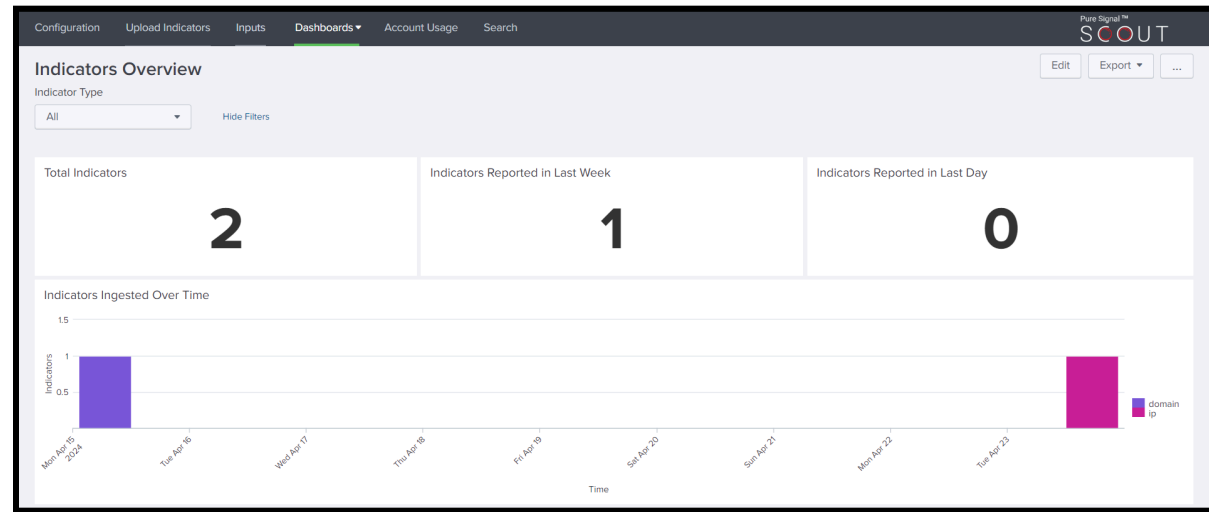 Configuration Upload Indicators Inputs Dashboards Account Usage Search
Pure Signal™
SCOUT
Indicators Overview
Edit Export ...
Indicator Type
All Hide Filters
Total Indicators Indicators Reported in Last Week Indicators Reported in Last Day
2 1 0
Indicators Ingested Over Time
1.5
1
0.5
Indicators
domain
ip
Mon Apr 15 Tue Apr 16 Wed Apr 17 Thu Apr 18 Fri Apr 19 Sat Apr 20 Sun Apr 21 Mon Apr 22 Tue Apr 23
2024
Time